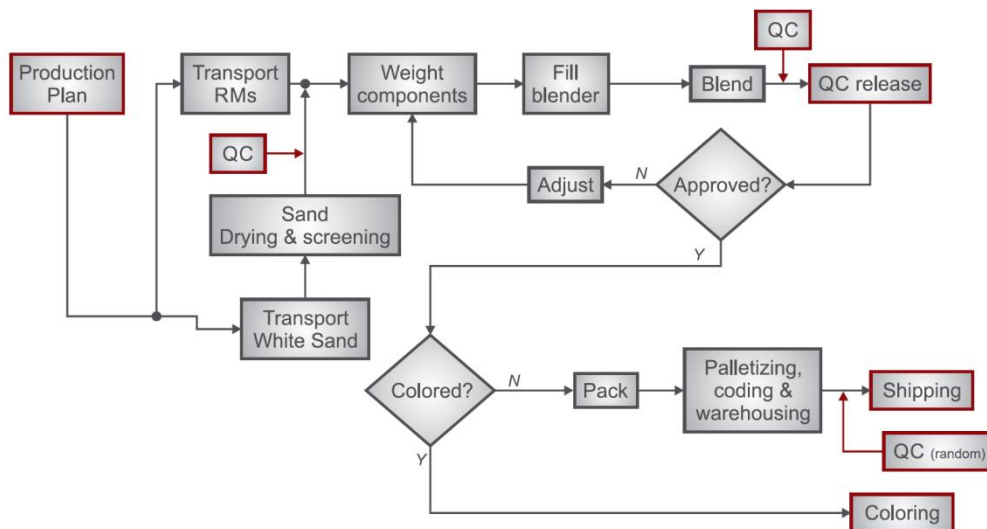 QC
Production
Plan
Transport
RMs
Weight
components
Fill
blender
Blend
QC release
QC
Adjust
N
Approved?
Sand
Drying & screening
Y
Transport
White Sand
Colored?
N
Pack
Palletizing,
coding &
warehousing
Shipping
QC (random)
Y
Coloring